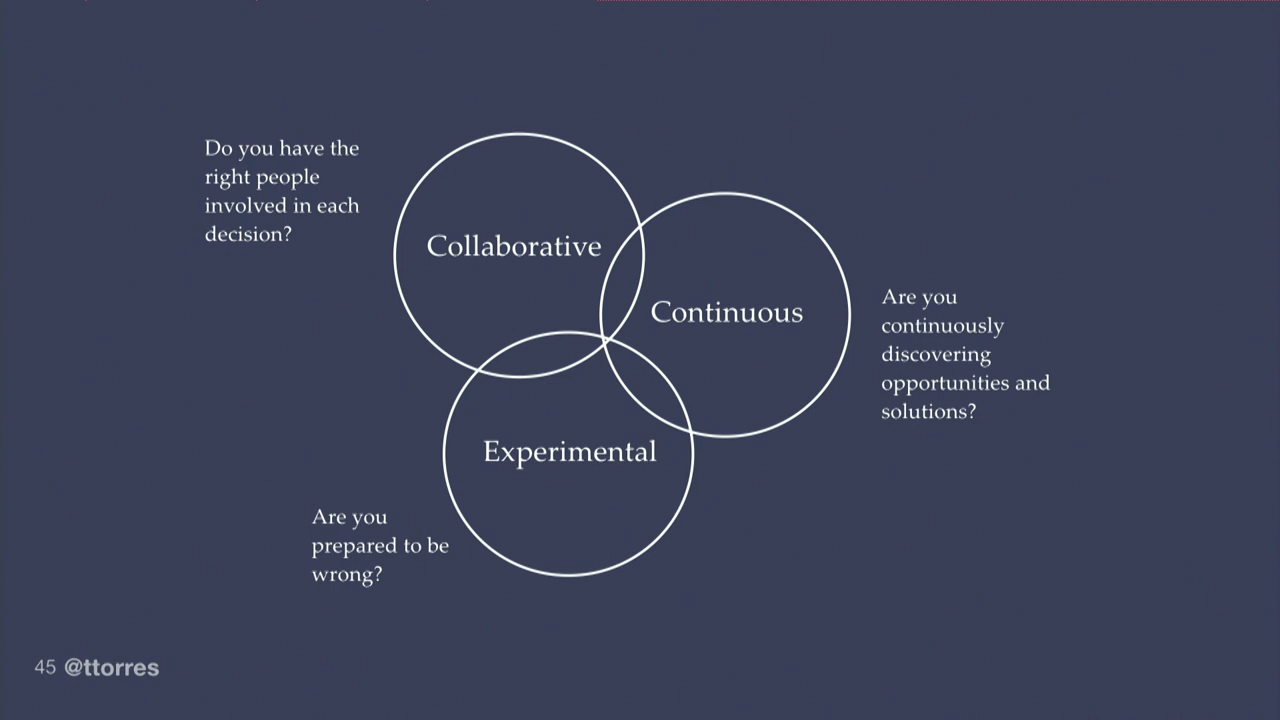 Do you have the
right people
involved in each
decision?
Collaborative
Continuous
Are you
continuously
discovering
opportunities and
solutions?
Experimental
Are you
prepared to be
wrong?
45 @ttorres